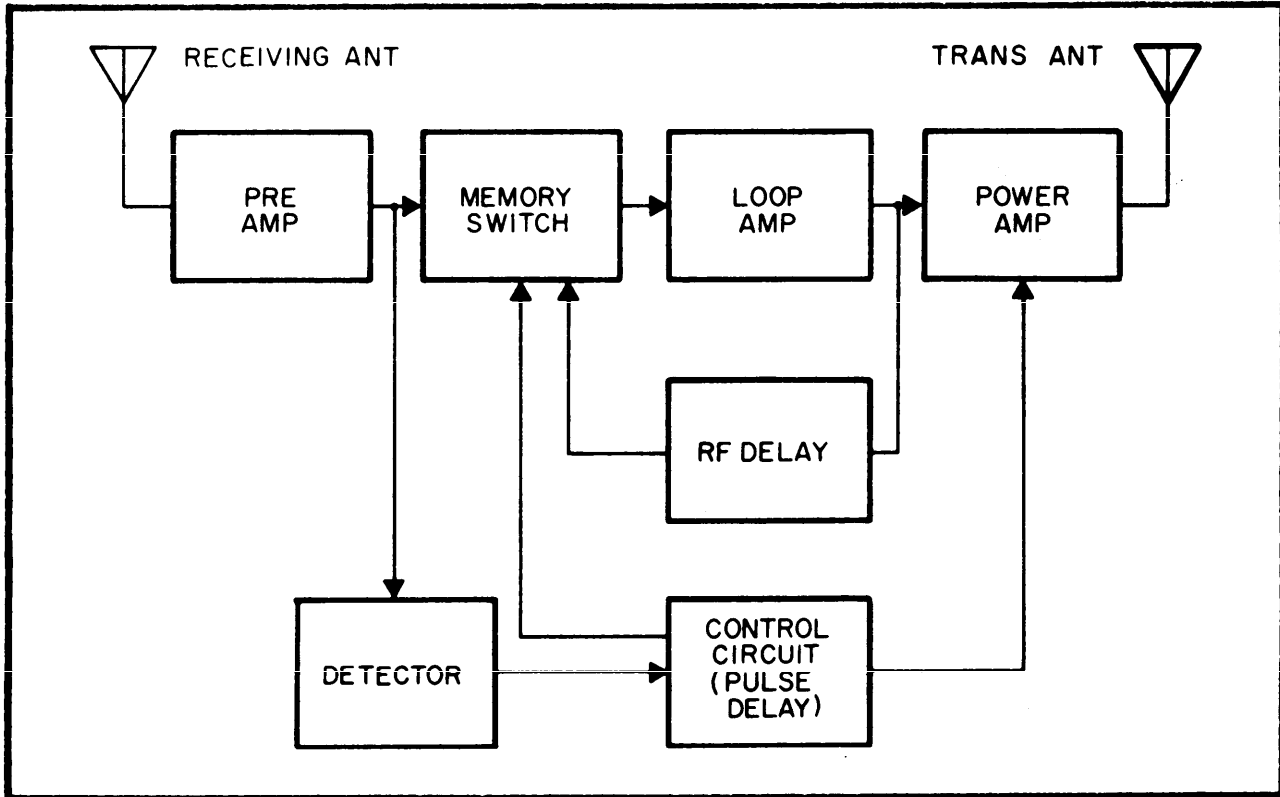 RECEIVING ANT
TRANS ANT
PRE
AMP
MEMORY
SWITCH
LOOP
AMP
POWER
AMP
RF DELAY
DETECTOR
CONTROL
CIRCUIT
(PULSE
DELAY)